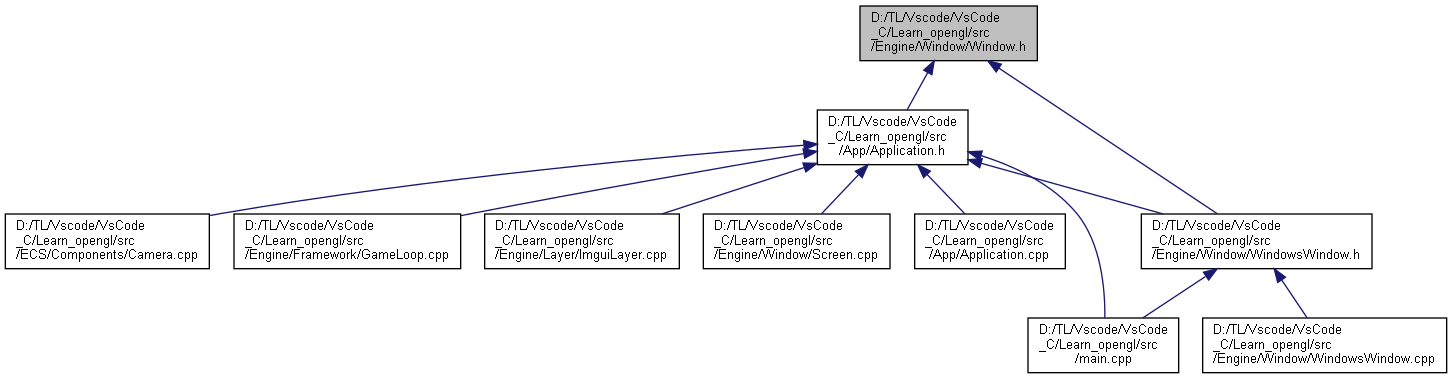 D:/TL/Vscode/VsCode
_C/Learn_opengl/src
/Engine/Window/Window.h
D:/TL/Vscode/VsCode
_C/Learn_opengl/src
/App/Application.h
D:/TL/Vscode/VsCode
_C/Learn_opengl/src
/ECS/Components/Camera.cpp
D:/TL/Vscode/VsCode
_C/Learn_opengl/src
/Engine/Framework/GameLoop.cpp
D:/TL/Vscode/VsCode
_C/Learn_opengl/src
/Engine/Layer/ImguiLayer.cpp
D:/TL/Vscode/VsCode
_C/Learn_opengl/src
/Engine/Window/Screen.cpp
D:/TL/Vscode/VsCode
_C/Learn_opengl/src
/App/Application.cpp
D:/TL/Vscode/VsCode
_C/Learn_opengl/src
/Engine/Window/WindowsWindow.h
D:/TL/Vscode/VsCode
_C/Learn_opengl/src
/main.cpp
D:/TL/Vscode/VsCode
_C/Learn_opengl/src
/Engine/Window/WindowsWindow.cpp